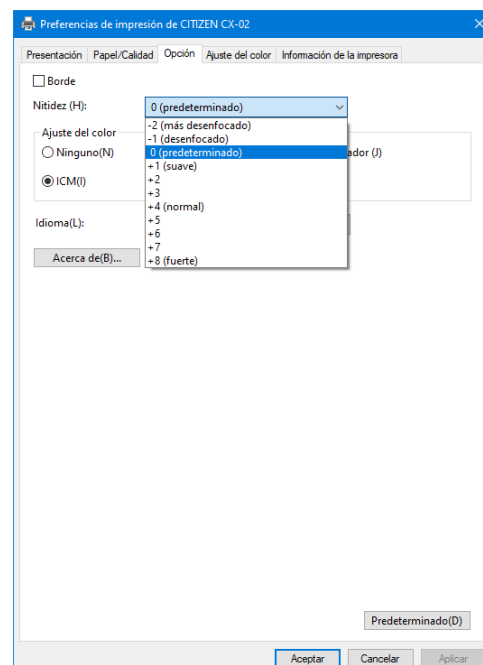 Preferencias de impresión de CITIZEN CX-02
Presentación Papel/Calidad Opción Ajuste del color Información de la impresora
Borde
Nitidez (H): 0 (predeterminado)
-2 (más desenfocado)
-1 (desenfocado)
0 (predeterminado)
+1 (suave)
+2
+3
+4 (normal)
+5
+6
+7
+8 (fuerte)
Ajuste del color
Ninguno(N) ador (J)
ICM(I)
Idioma(L):
Acerca de(B)...
Predeterminado(D)
Aceptar Cancelar Aplicar